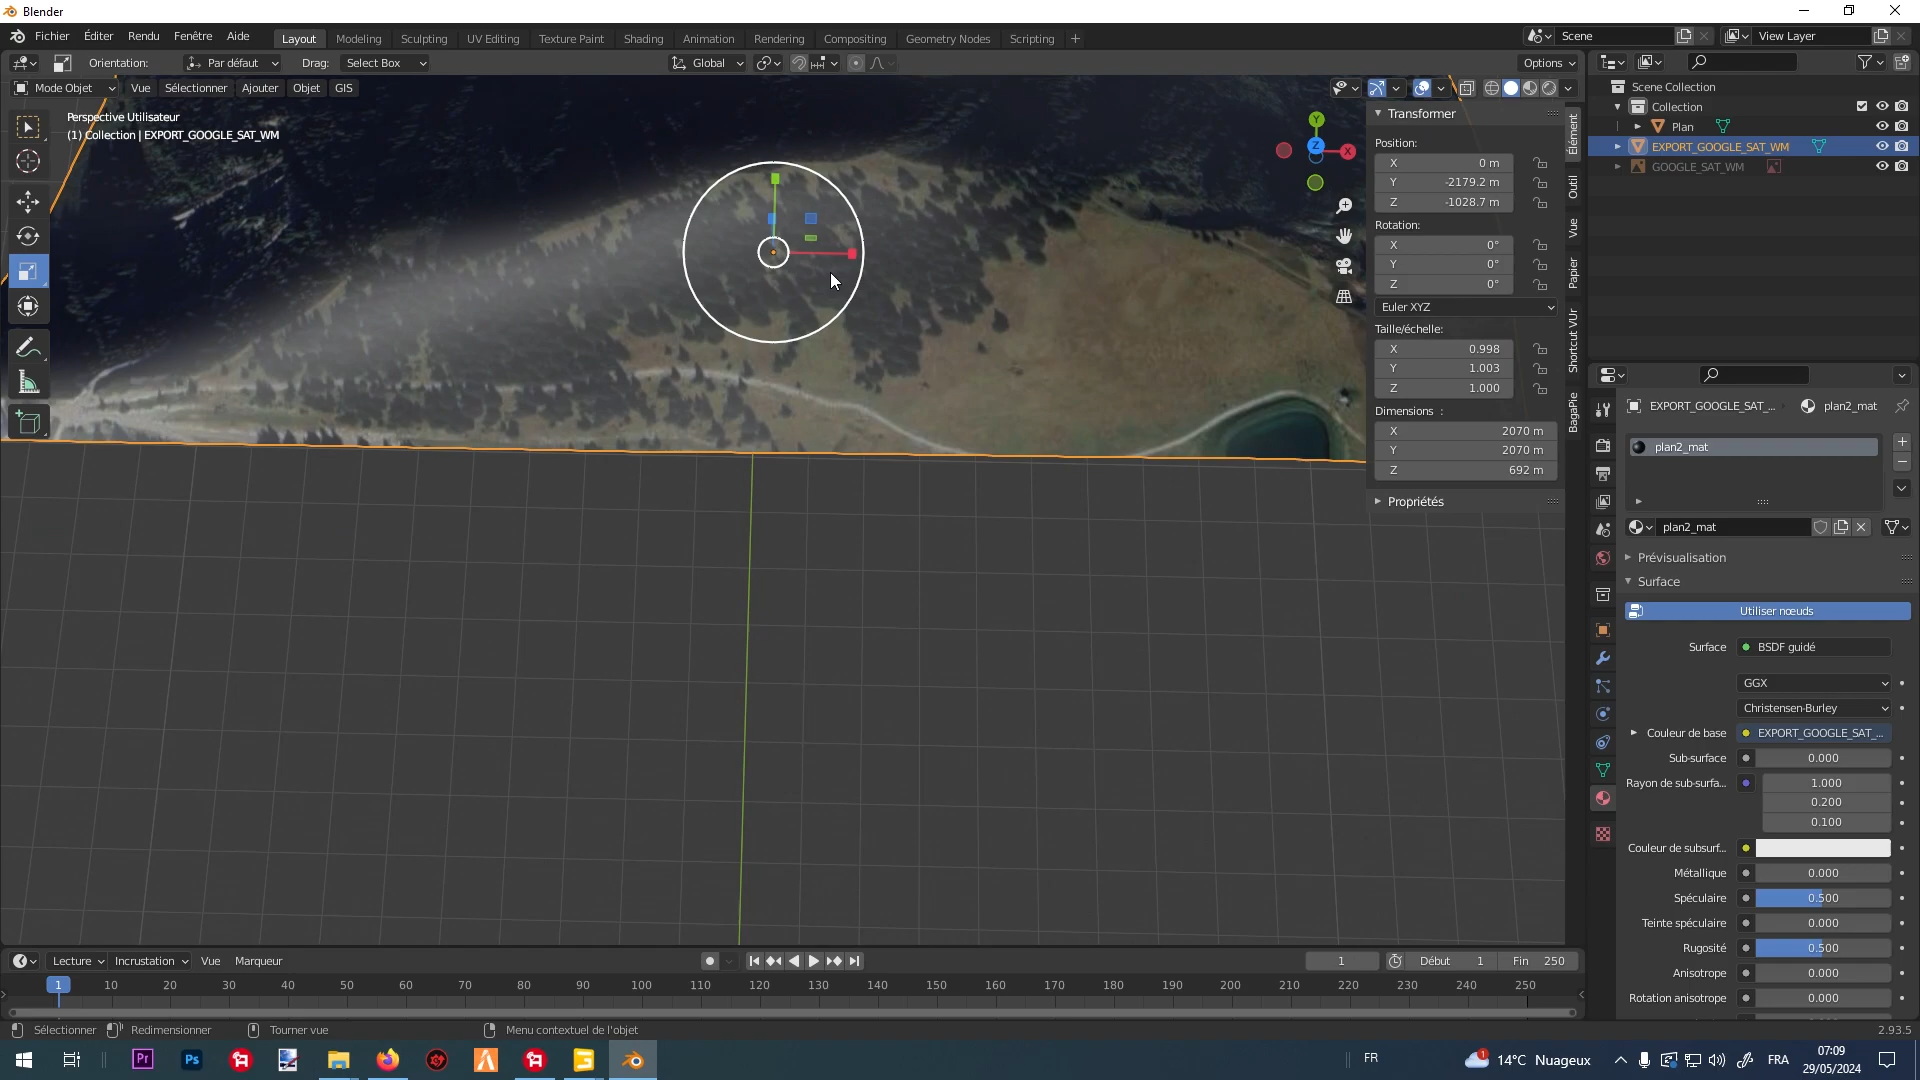 Blender
Fichier Éditer Rendu Fenêtre Aide Layout Modeling Sculpting UV Editing Texture Paint Shading Animation Rendering Compositing Geometry Nodes Scripting + Scene View Layer
Orientation: Par défaut Drag: Select Box Global Options
Mode Objet Vue Sélectionner Ajouter Objet GIS
Perspective Utilisateur
(1) Collection | EXPORT_GOOGLE_SAT_WM
Y
Z
X
Transformer
Position:
X 0 m
Y -2179.2 m
Z -1028.7 m
Rotation:
X 0°
Y 0°
Z 0°
Euler XYZ
Taille/échelle:
X 0.998
Y 1.003
Z 1.000
Dimensions :
X 2070 m
Y 2070 m
Z 692 m
Propriétés
Élément
Outil
Vue
Papier
Shortcut VUr
BagaPie
Scene Collection
Collection
Plan
EXPORT_GOOGLE_SAT_WM
GOOGLE_SAT_WM
EXPORT_GOOGLE_SAT_... plan2_mat
plan2_mat
plan2_mat
Prévisualisation
Surface
Utiliser nœuds
Surface BSDF guidé
GGX
Christensen-Burley
Couleur de base EXPORT_GOOGLE_SAT_...
Sub-surface 0.000
Rayon de sub-surfa... 1.000
0.200
0.100
Couleur de subsurf...
Métallique 0.000
Spéculaire 0.500
Teinte spéculaire 0.000
Rugosité 0.500
Anisotrope 0.000
Rotation anisotrope 0.000
Lecture Incrustation Vue Marqueur 1 Début 1 Fin 250
1 10 20 30 40 50 60 70 80 90 100 110 120 130 140 150 160 170 180 190 200 210 220 230 240 250
Sélectionner Redimensionner Tourner vue Menu contextuel de l'objet 2.93.5
Pr Ps FR 1 14°C Nuageux FRA 07:09
29/05/2024